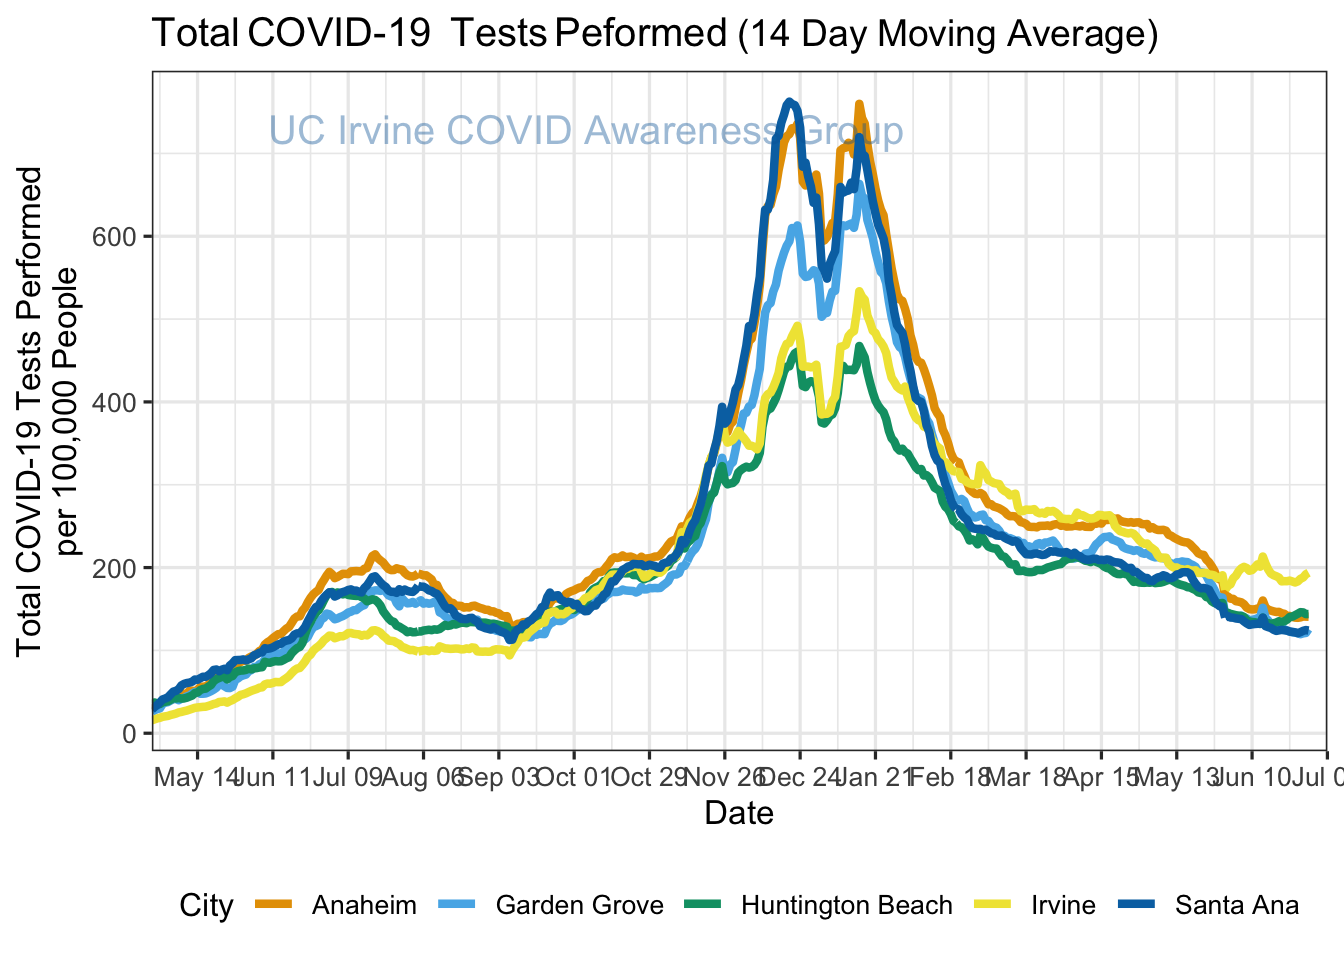 Total COVID-19 Tests Peformed (14 Day Moving Average)
UC Irvine COVID Awareness Group
Total COVID-19 Tests Performed
per 100,000 People
600
400
200
0
May 14 Jun 11 Jul 09 Aug 06 Sep 03 Oct 01 Oct 29 Nov 26 Dec 24 Jan 21 Feb 18 Mar 18 Apr 15 May 13 Jun 10 Jul 0
Date
City Anaheim Garden Grove Huntington Beach Irvine Santa Ana